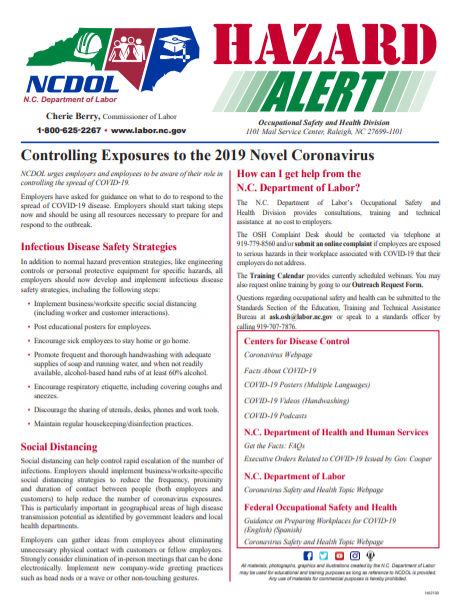 NCDOL
N.C. Department of Labor
Cherie Berry, Commissioner of Labor
1-800-625-2267 • www.labor.nc.gov
HAZARD
ALERT
Occupational Safety and Health Division
1101 Mail Service Center, Raleigh, NC 27699-1101
Controlling Exposures to the 2019 Novel Coronavirus
NCDOL urges employers and employees to be aware of their role in
controlling the spread of COVID-19.
Employers have asked for guidance on what to do to respond to the
spread of COVID-19 disease. Employers should start taking steps
now and should be using all resources necessary to prepare for and
respond to the outbreak.
Infectious Disease Safety Strategies
In addition to normal hazard prevention strategies, like engineering
controls or personal protective equipment for specific hazards, all
employers should now develop and implement infectious disease
safety strategies, including the following steps:
• Implement business/worksite specific social distancing
(including worker and customer interactions).
• Post educational posters for employees.
• Encourage sick employees to stay home or go home.
• Promote frequent and thorough handwashing with adequate
supplies of soap and running water, and when not readily
available, alcohol-based hand rubs of at least 60% alcohol.
• Encourage respiratory etiquette, including covering coughs and
sneezes.
• Discourage the sharing of utensils, desks, phones and work tools.
• Maintain regular housekeeping/disinfection practices.
Social Distancing
Social distancing can help control rapid escalation of the number of
infections. Employers should implement business/worksite-specific
social distancing strategies to reduce the frequency, proximity
and duration of contact between people (both employees and
customers) to help reduce the number of coronavirus exposures.
This is particularly important in geographical areas of high disease
transmission potential as identified by government leaders and local
health departments.
Employers can gather ideas from employees about eliminating
unnecessary physical contact with customers or fellow employees.
Strongly consider elimination of in-person meetings that can be done
electronically. Implement new company-wide greeting practices
such as head nods or a wave or other non-touching gestures.
How can I get help from the
N.C. Department of Labor?
The N.C. Department of Labor's Occupational Safety and
Health Division provides consultations, training and technical
assistance at no cost to employers.
The OSH Complaint Desk should be contacted via telephone at
919-779-8560 and/or submit an online complaint if employees are exposed
to serious hazards in their workplace associated with COVID-19 that their
employers do not address.
The Training Calendar provides currently scheduled webinars. You may
also request online training by going to our Outreach Request Form.
Questions regarding occupational safety and health can be submitted to the
Standards Section of the Education, Training and Technical Assistance
Bureau at ask.osh@labor.nc.gov or speak to a standards officer by
calling 919-707-7876.
Centers for Disease Control
Coronavirus Webpage
Facts About COVID-19
COVID-19 Posters (Multiple Languages)
COVID-19 Videos (Handwashing)
COVID-19 Podcasts
N.C. Department of Health and Human Services
Get the Facts: FAQs
Executive Orders Related to COVID-19 Issued by Gov. Cooper
N.C. Department of Labor
Coronavirus Safety and Health Topic Webpage
Federal Occupational Safety and Health
Guidance on Preparing Workplaces for COVID-19
(English) (Spanish)
Coronavirus Safety and Health Topic Webpage
All materials, photographs, graphics and illustrations created by the N.C. Department of Labor
may be used for educational and training purposes as long as reference to NCDOL is provided.
Any use of materials for commercial purposes is hereby prohibited.